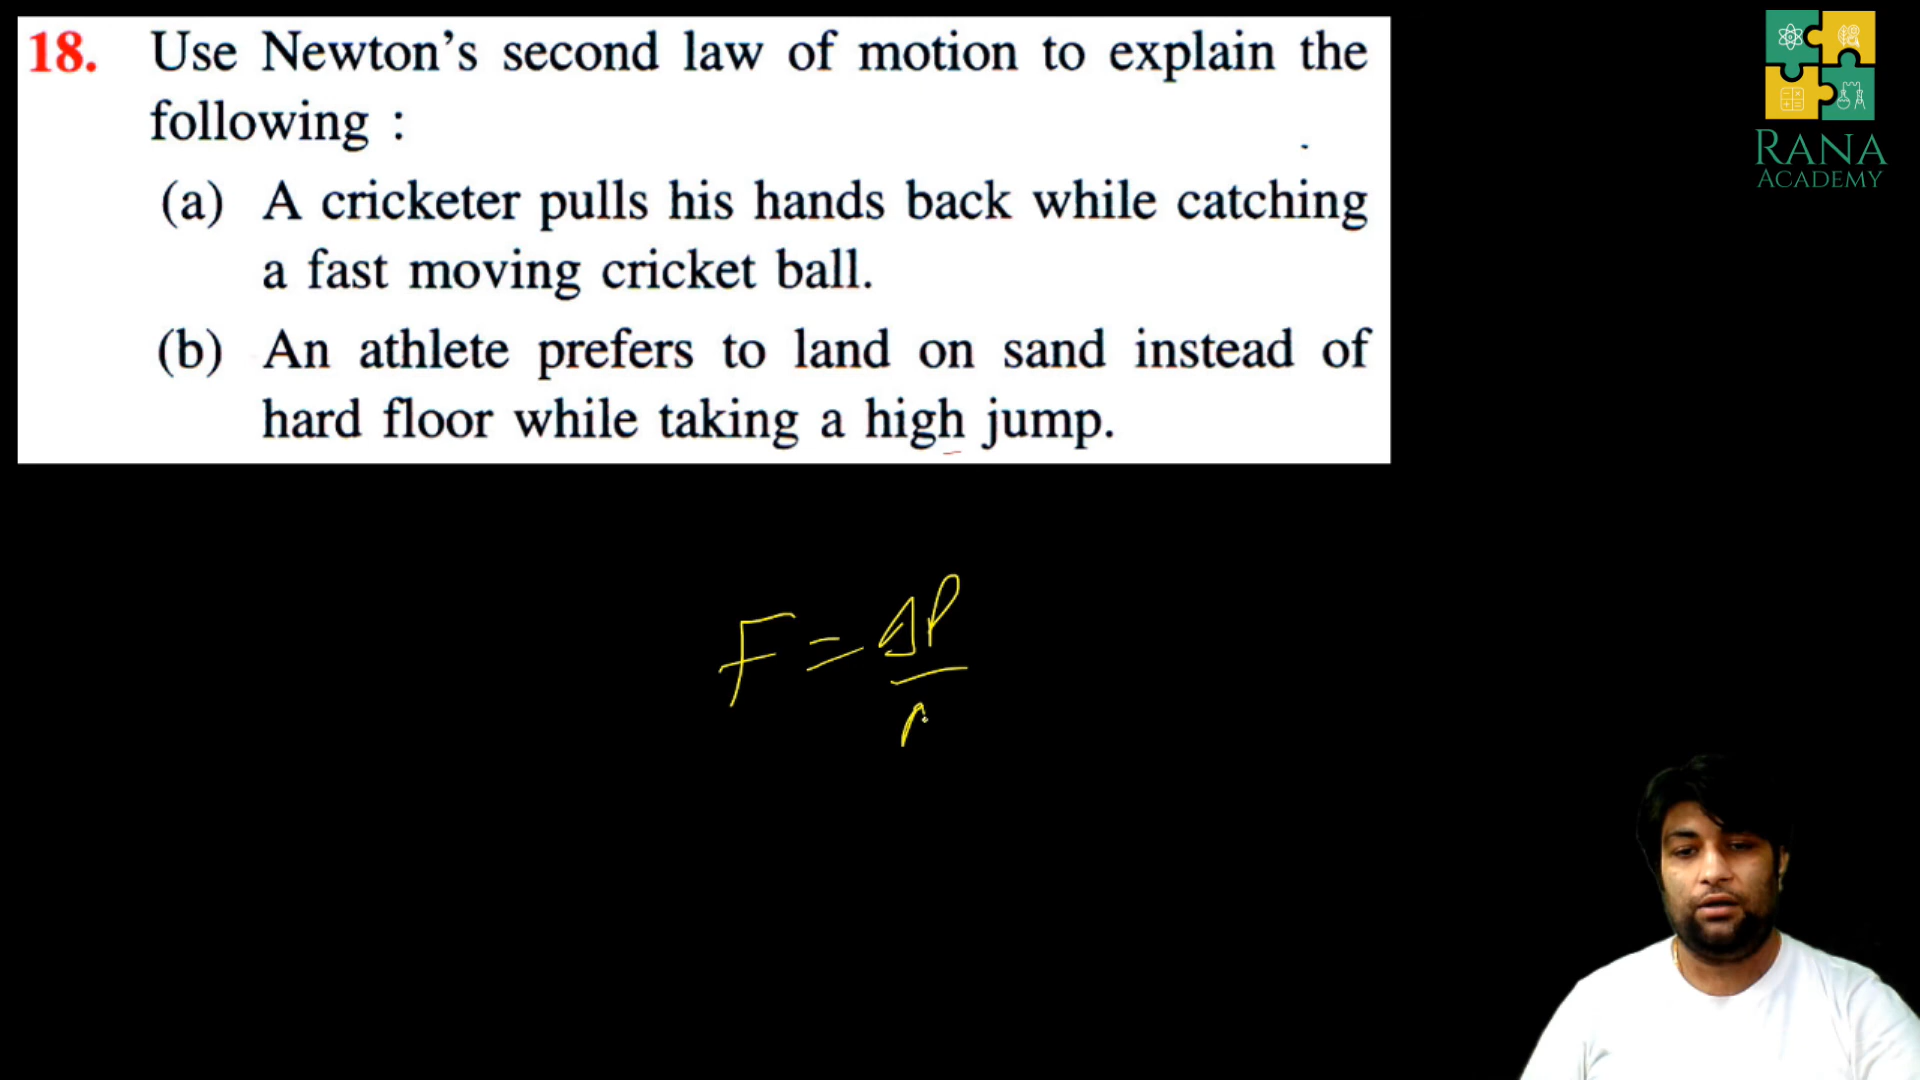 18. Use Newton's second law of motion to explain the
following :
(a) A cricketer pulls his hands back while catching
a fast moving cricket ball.
(b) An athlete prefers to land on sand instead of
hard floor while taking a high jump.
RANA
ACADEMY
F = ΔP